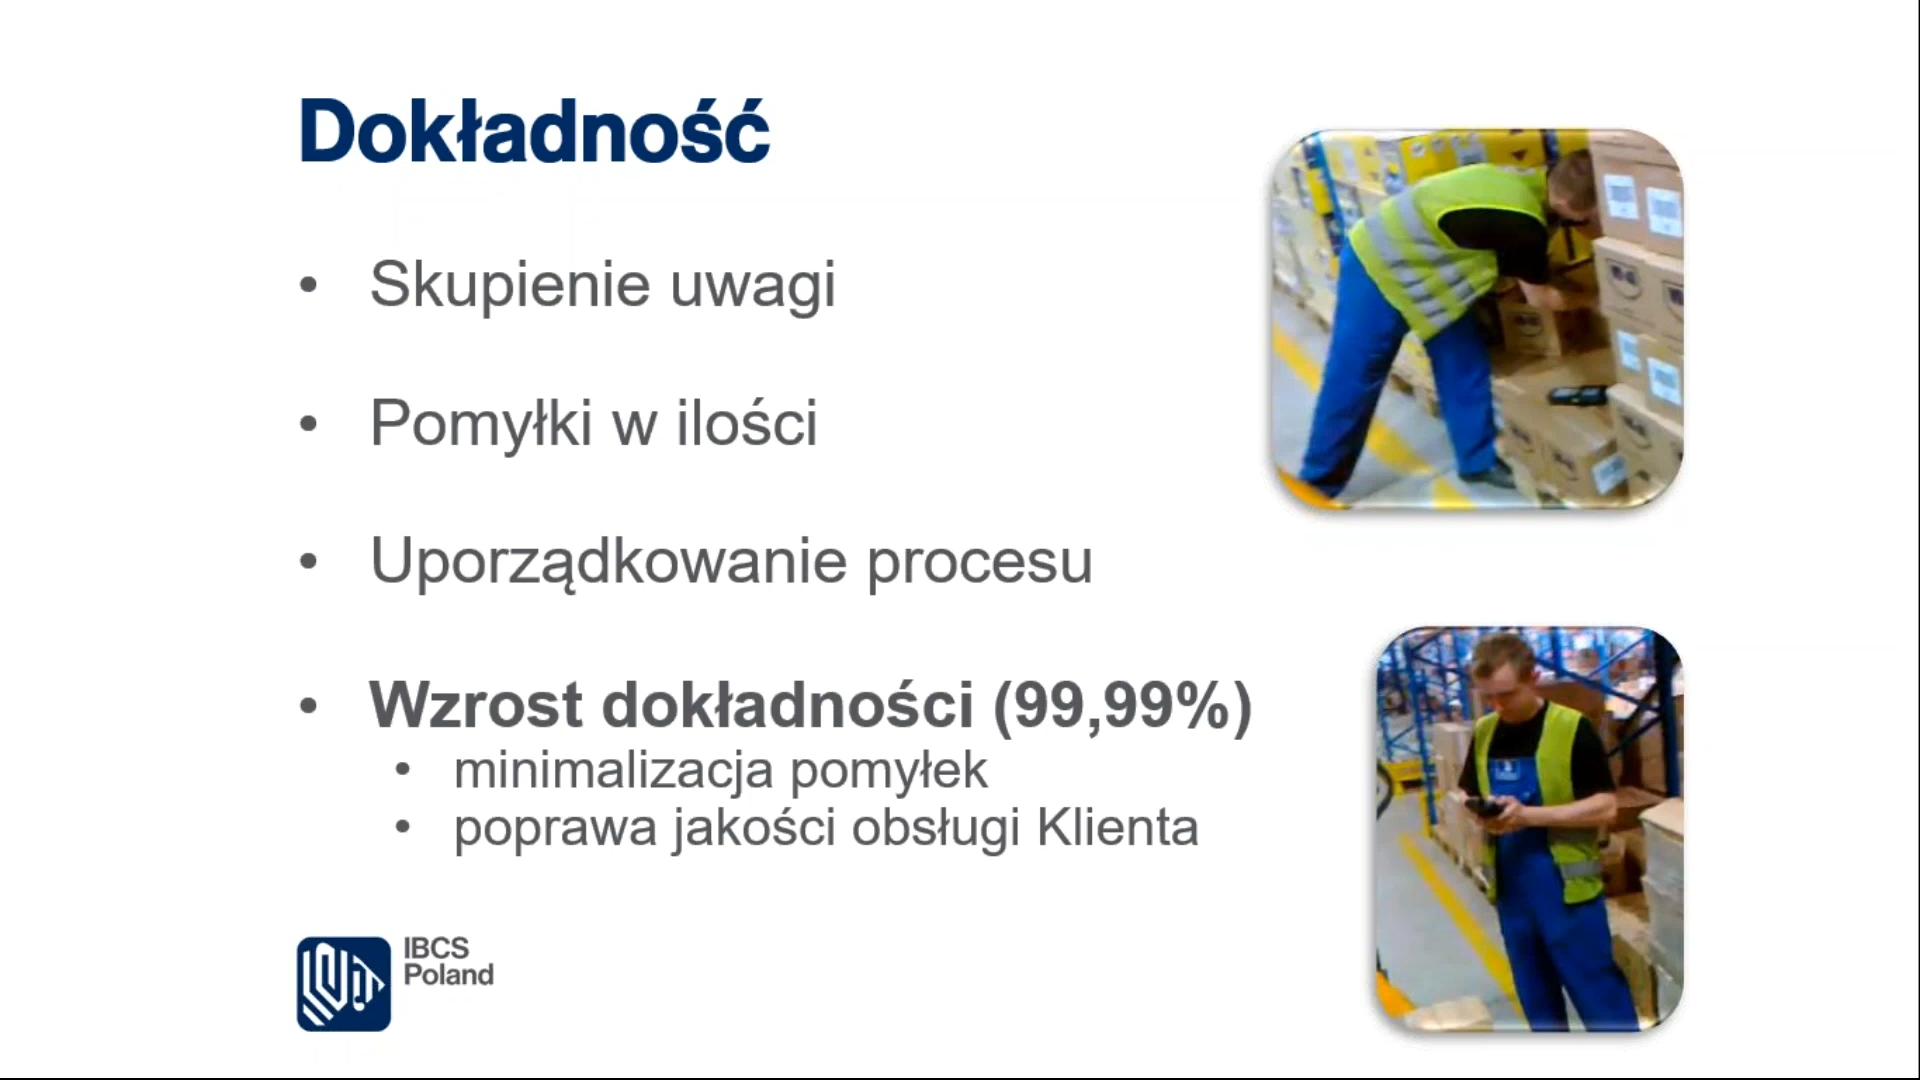 Dokładność
• Skupienie uwagi
• Pomyłki w ilości
• Uporządkowanie procesu
• Wzrost dokładności (99,99%)
• minimalizacja pomyłek
• poprawa jakości obsługi Klienta
IBCS
Poland